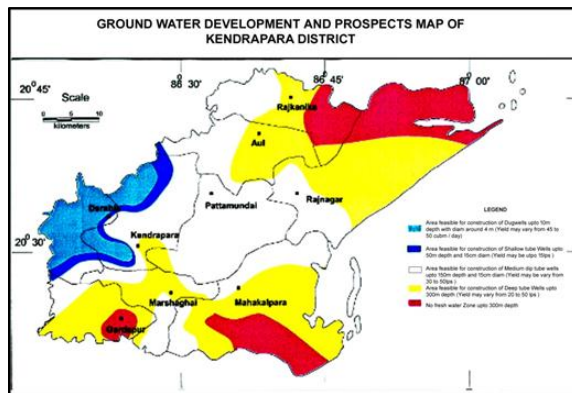 GROUND WATER DEVELOPMENT AND PROSPECTS MAP OF
KENDRAPARA DISTRICT
86 30'
86 45'
87 00'
20 45'
Scale
0 5 10
kilometers
Rajkanika
Aul
Derabis
Pattamundai
Rajnagar
20 30'
Kendrapara
Marshaghai
Mahakalpara
Gardapur
LEGEND
Area feasible for construction of Dugwells upto 10m
depth with diam around 4 m (Yield may vary from 45 to
50 cubm / day)
Area feasible for construction of Shallow tube Wells upto
50m depth and 15cm diam (Yield may be upto 15lps )
Area feasible for construction of Medium dip tube wells
upto 150m depth and 15cm diam (Yield may be vary from
30 to 50lps)
Area feasible for construction of Deep tube Wells upto
300m depth (Yield may vary from 20 to 50 lps )
No fresh water Zone upto 300m depth